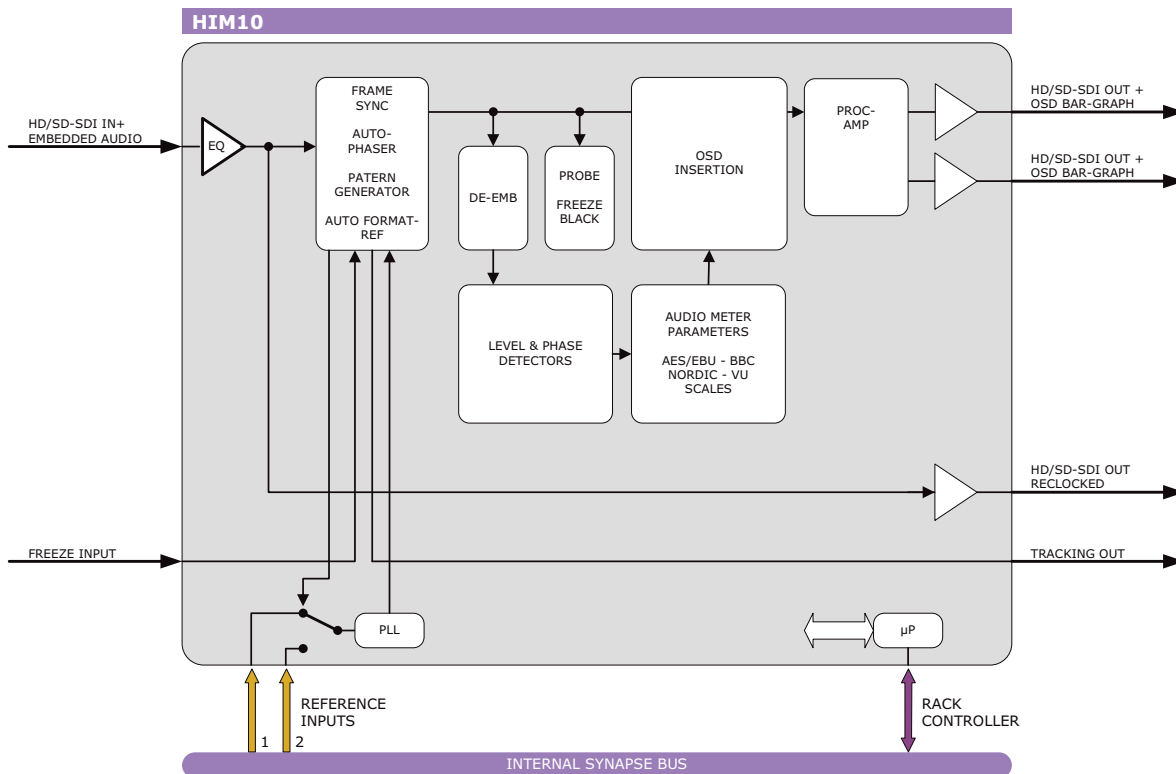 HIM10
HD/SD-SDI IN+
EMBEDDED AUDIO
EQ
FRAME
SYNC
AUTO-
PHASER
PATERN
GENERATOR
AUTO FORMAT-
REF
DE-EMB
PROBE
FREEZE
BLACK
OSD
INSERTION
PROC-
AMP
HD/SD-SDI OUT +
OSD BAR-GRAPH
HD/SD-SDI OUT +
OSD BAR-GRAPH
LEVEL & PHASE
DETECTORS
AUDIO METER
PARAMETERS
AES/EBU - BBC
NORDIC - VU
SCALES
HD/SD-SDI OUT
RECLOCKED
FREEZE INPUT
TRACKING OUT
PLL
µP
REFERENCE
INPUTS
1
2
RACK
CONTROLLER
INTERNAL SYNAPSE BUS